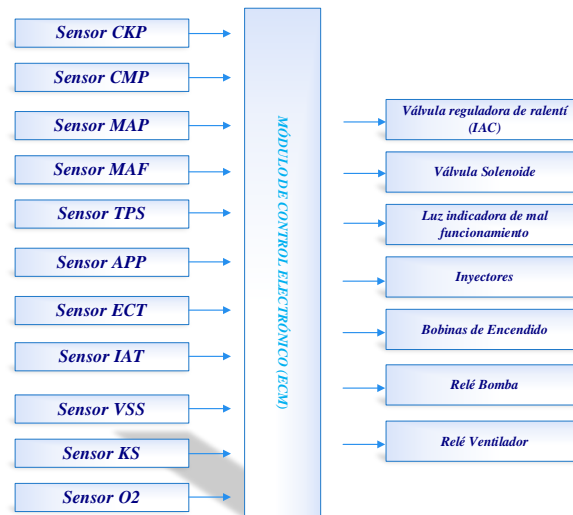 Sensor CKP
Sensor CMP
Sensor MAP
Sensor MAF
Sensor TPS
Sensor APP
Sensor ECT
Sensor IAT
Sensor VSS
Sensor KS
Sensor O2
MÓDULO DE CONTROL ELECTRÓNICO (ECM)
Válvula reguladora de ralentí
(IAC)
Válvula Solenoide
Luz indicadora de mal
funcionamiento
Inyectores
Bobinas de Encendido
Relé Bomba
Relé Ventilador